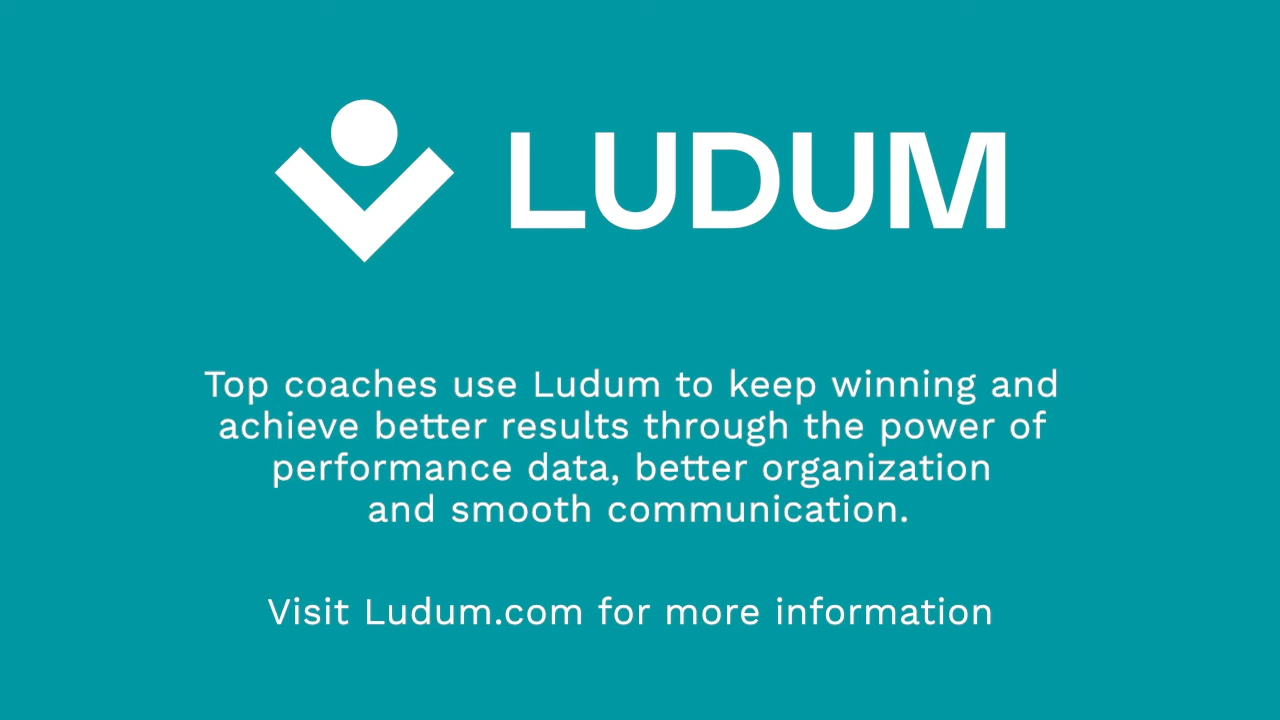 LUDUM
Top coaches use Ludum to keep winning and
achieve better results through the power of
performance data, better organization
and smooth communication.
Visit Ludum.com for more information